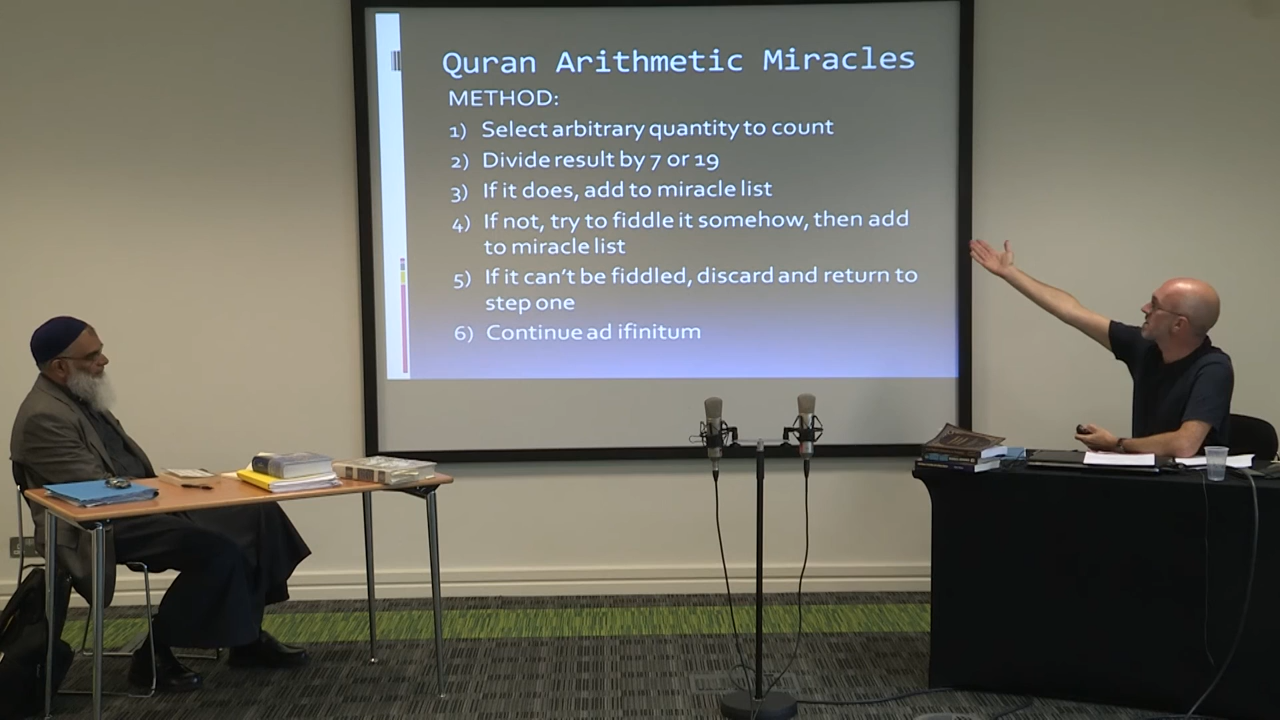 Quran Arithmetic Miracles
METHOD:
1) Select arbitrary quantity to count
2) Divide result by 7 or 19
3) If it does, add to miracle list
4) If not, try to fiddle it somehow, then add
to miracle list
5) If it can't be fiddled, discard and return to
step one
6) Continue ad ifinitum